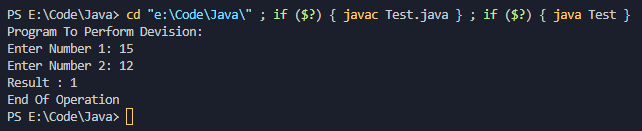 PS E:\Code\Java> cd "e:\Code\Java\" ; if ($?) { javac Test.java } ; if ($?) { java Test }
Program To Perform Devision:
Enter Number 1: 15
Enter Number 2: 12
Result : 1
End Of Operation
PS E:\Code\Java>